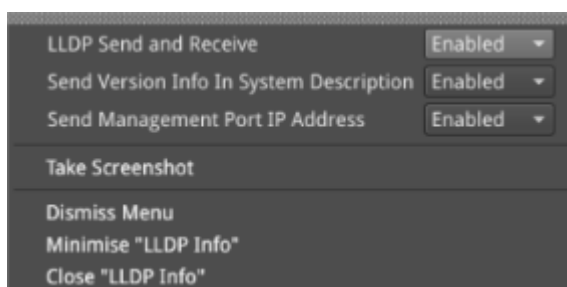 LLDP Send and Receive Enabled
Send Version Info In System Description Enabled
Send Management Port IP Address Enabled
Take Screenshot
Dismiss Menu
Minimise "LLDP Info"
Close "LLDP Info"